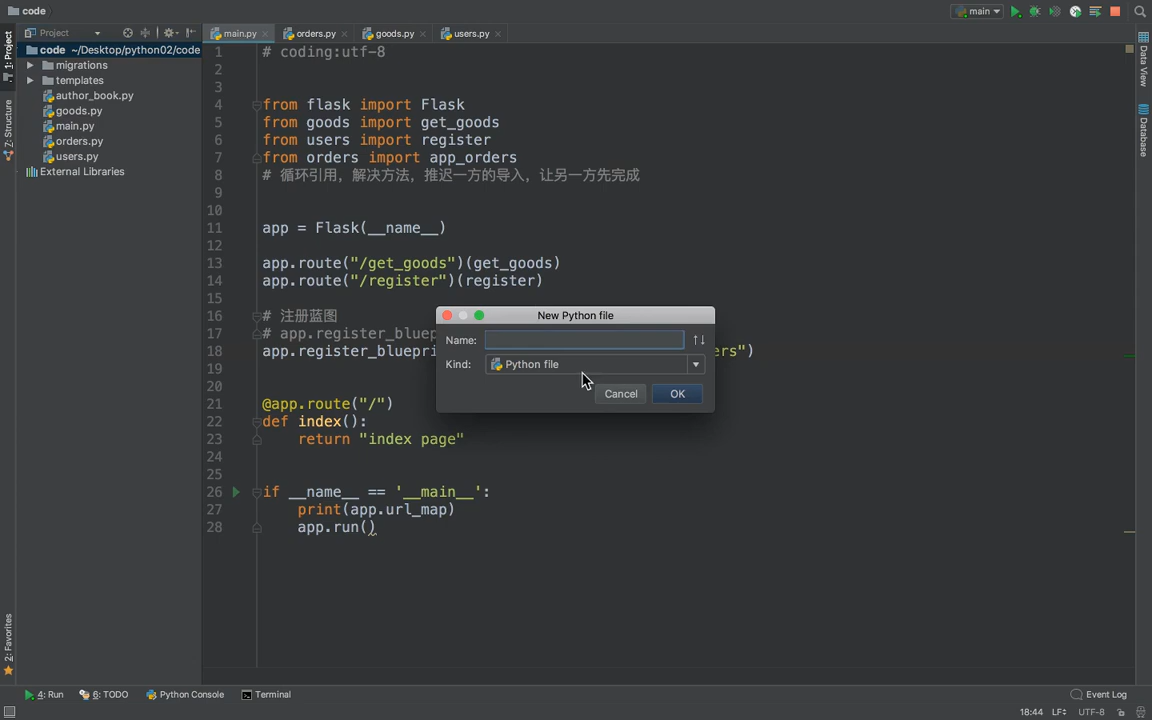 code
main
Project
main.py
orders.py
goods.py
users.py
code ~/Desktop/python02/code
migrations
templates
author_book.py
goods.py
main.py
orders.py
users.py
External Libraries
1: Project
7: Structure
2: Favorites
Data View
Database
1 # coding:utf-8
2
3
4 from flask import Flask
5 from goods import get_goods
6 from users import register
7 from orders import app_orders
8 # 循环引用，解决方法，推迟一方的导入，让另一方先完成
9
10
11 app = Flask(__name__)
12
13 app.route("/get_goods")(get_goods)
14 app.route("/register")(register)
15
16 # 注册蓝图
17 # app.register_bluep
18 app.register_bluepri ers")
19
20
21 @app.route("/")
22 def index():
23 return "index page"
24
25
26 if __name__ == '__main__':
27 print(app.url_map)
28 app.run()
New Python file
Name:
Kind: Python file
Cancel OK
4: Run
6: TODO
Python Console
Terminal
Event Log
18:44 LF÷ UTF-8